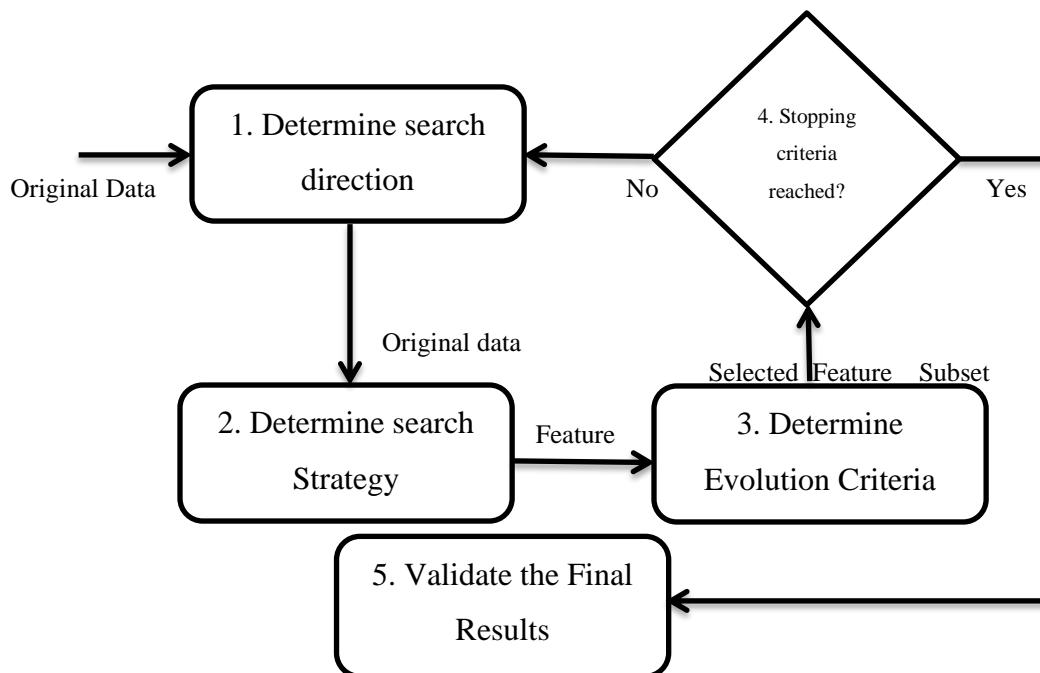 1. Determine search
direction
Original Data
4. Stopping
criteria
reached?
No
Yes
Original data
2. Determine search
Strategy
Feature
Selected Feature Subset
3. Determine
Evolution Criteria
5. Validate the Final
Results